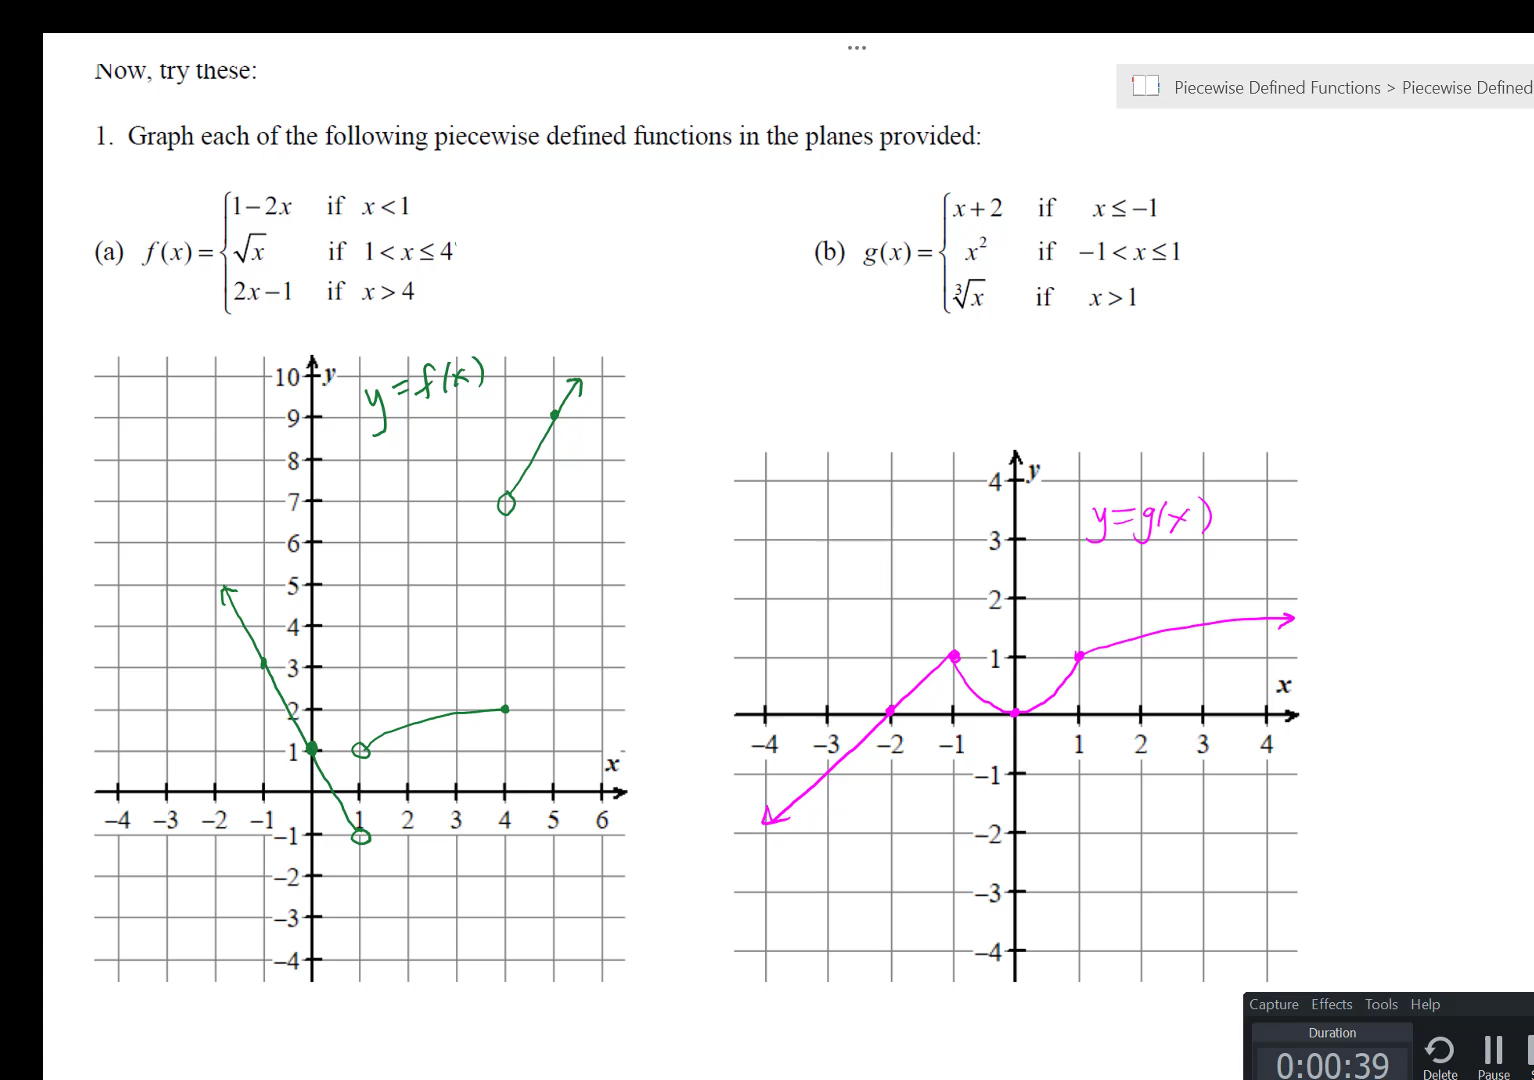 Now, try these:
Piecewise Defined Functions > Piecewise Defined
1. Graph each of the following piecewise defined functions in the planes provided:
(a) f(x) = { 1 − 2x if x < 1
√x if 1 < x ≤ 4
2x − 1 if x > 4
(b) g(x) = { x + 2 if x ≤ −1
x² if −1 < x ≤ 1
∛x if x > 1
y
y = f(x)
10
9
8
7
6
5
4
3
2
1
x
−4 −3 −2 −1 1 2 3 4 5 6
−1
−2
−3
−4
y
y = g(x)
4
3
2
1
x
−4 −3 −2 −1 1 2 3 4
−1
−2
−3
−4
Capture Effects Tools Help
Duration
0:00:39
Delete Pause